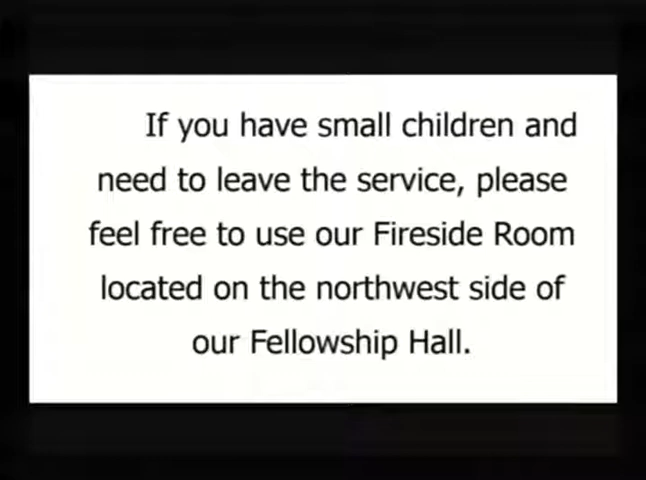 If you have small children and
need to leave the service, please
feel free to use our Fireside Room
located on the northwest side of
our Fellowship Hall.